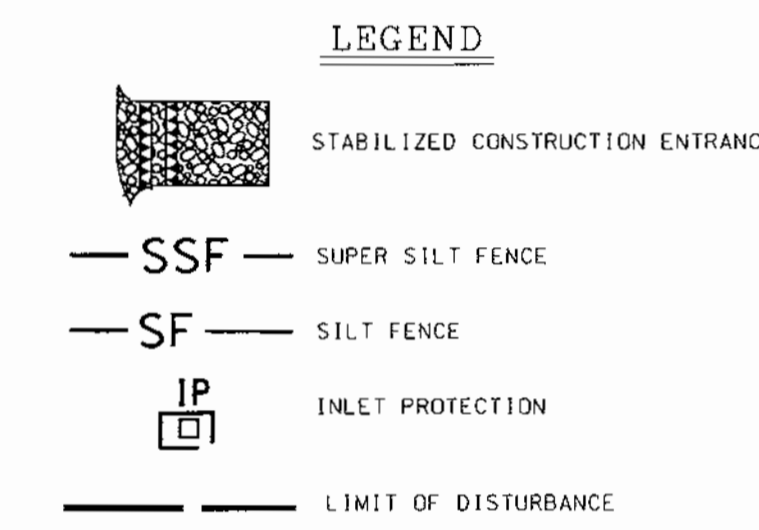 LEGEND
STABILIZED CONSTRUCTION ENTRANC
SSF SUPER SILT FENCE
SF SILT FENCE
IP
INLET PROTECTION
LIMIT OF DISTURBANCE